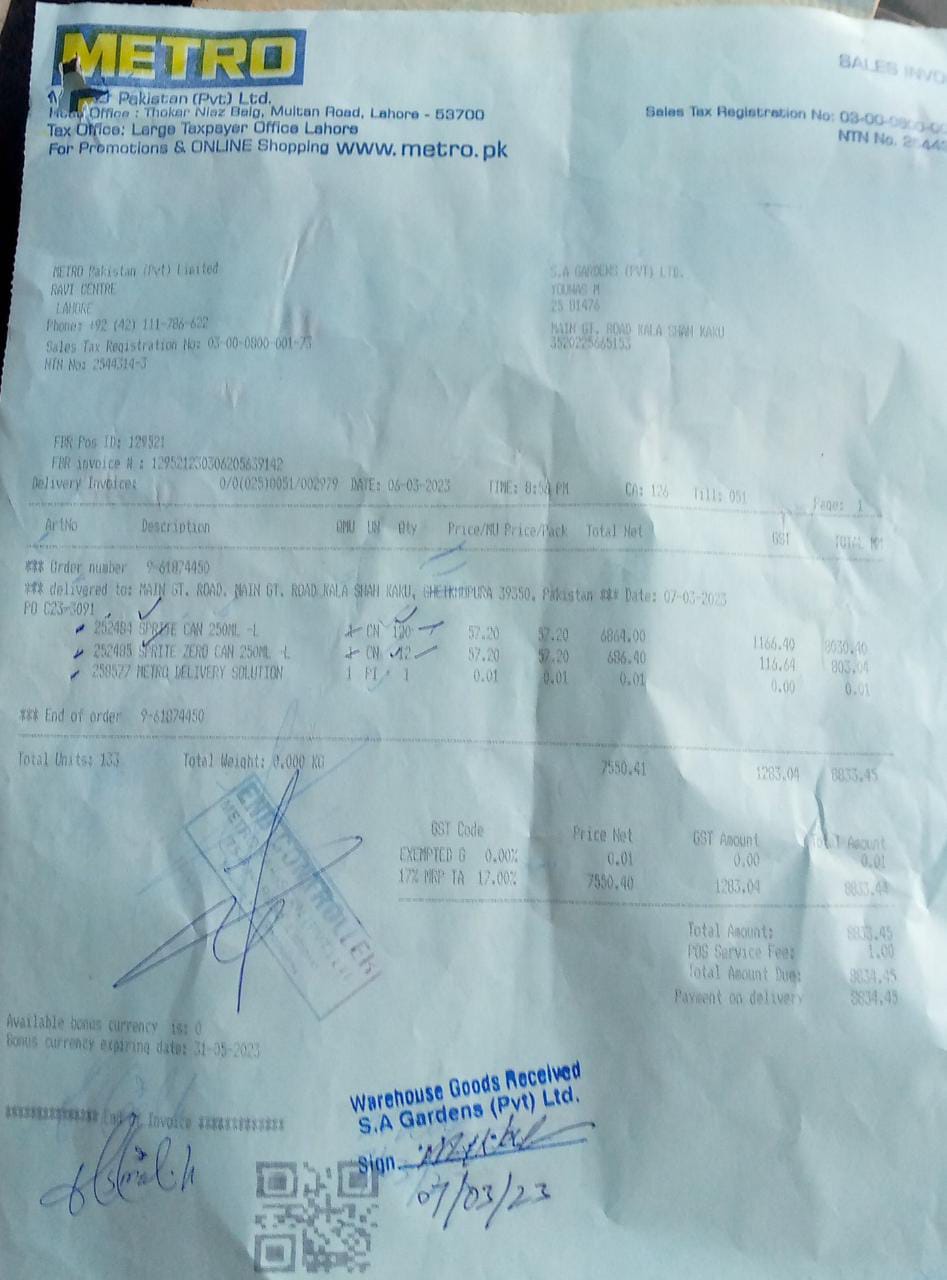 METRO
SALES INVO
Pakistan (Pvt) Ltd.
Head Office : Thokar Niaz Baig, Multan Road, Lahore - 53700
Sales Tax Registration No: 03-00-0800-0
Tax Office: Large Taxpayer Office Lahore
NTN No. 25443
For Promotions & ONLINE Shopping www.metro.pk
METRO Pakistan (Pvt) Limited
RAVI CENTRE
LAHORE
Phone: +92 (42) 111-786-622
Sales Tax Registration No: 03-00-0800-001-73
NTN No: 2544314-3
S.A GARDENS (PVT) LTD.
YOUNAS M
25 81476
MAIN GT. ROAD KALA SHAH KAKU
3520225665153
FBR Pos ID: 129521
FBR invoice # : 129521230306205639142
Delivery Invoice: 0/0(025)0051/002979 DATE: 06-03-2023 TIME: 8:56 PM CA: 126 Till: 051 Page: 1
ArtNo Description QMU UN Qty Price/MU Price/Pack Total Net GST TOTAL MM
*** Order number 9-61874450
*** delivered to: MAIN GT. ROAD, MAIN GT. ROAD KALA SHAH KAKU, SHEIKHUPURA 39350, Pakistan *** Date: 07-03-2023
PO C23-3091
252484 SPRITE CAN 250ML -L 1 CN 120 57.20 57.20 6864.00 1166.40 8030.40
252485 SPRITE ZERO CAN 250ML -L 1 CN 12 57.20 57.20 686.40 116.64 803.04
258577 METRO DELIVERY SOLUTION 1 PI 1 0.01 0.01 0.01 0.00 0.01
*** End of order 9-61874450
Total Units: 133 Total Weight: 0.000 KG 7550.41 1283.04 8833.45
GST Code Price Net GST Amount Total Amount
EXEMPTED G 0.00% 0.01 0.00 0.01
17% MRP TA 17.00% 7550.40 1283.04 8833.44
ENT CONTROLLER
METRO
Total Amount: 8833.45
POS Service Fee: 1.00
Total Amount Due: 8834.45
Payment on delivery 8834.45
Available bonus currency is: 0
Bonus currency expiring date: 31-05-2023
************** End of Invoice *************
Warehouse Goods Received
S.A Gardens (Pvt) Ltd.
Sign
07/03/23